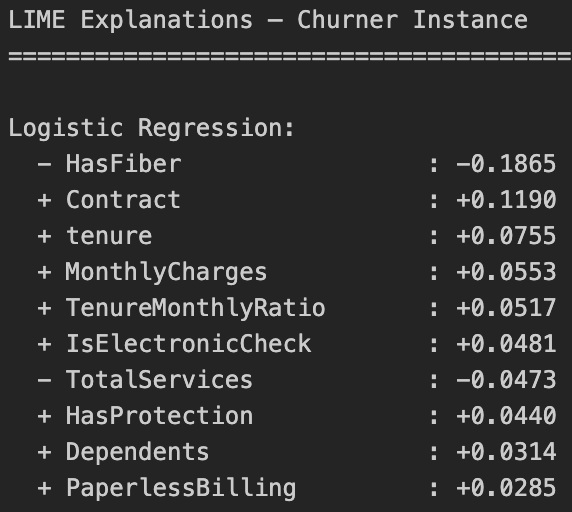 LIME Explanations — Churner Instance
=======================================
Logistic Regression:
- HasFiber : -0.1865
+ Contract : +0.1190
+ tenure : +0.0755
+ MonthlyCharges : +0.0553
+ TenureMonthlyRatio : +0.0517
+ IsElectronicCheck : +0.0481
- TotalServices : -0.0473
+ HasProtection : +0.0440
+ Dependents : +0.0314
+ PaperlessBilling : +0.0285